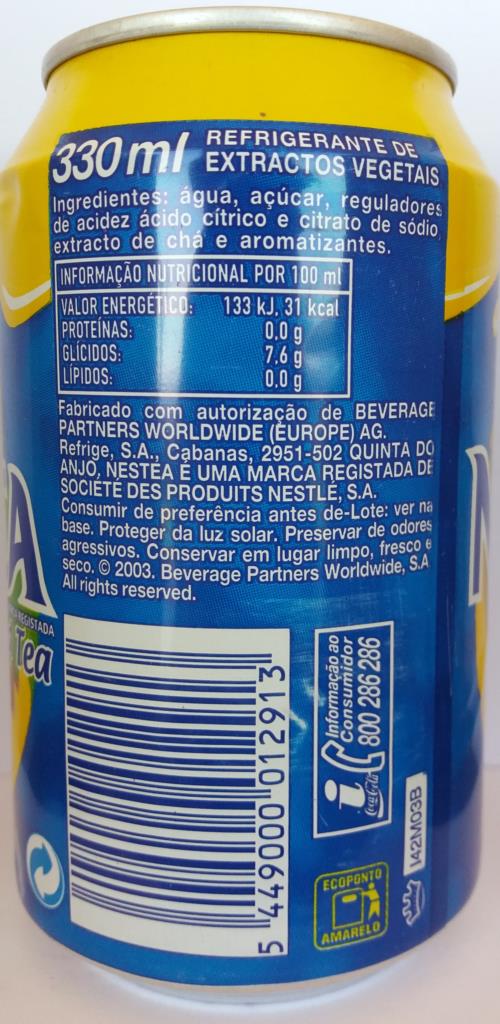 330 ml
REFRIGERANTE DE
EXTRACTOS VEGETAIS
Ingredientes: água, açúcar, reguladores
de acidez ácido cítrico e citrato de sódio,
extracto de chá e aromatizantes.
INFORMAÇÃO NUTRICIONAL POR 100 ml
VALOR ENERGÉTICO: 133 kJ, 31 kcal
PROTEÍNAS: 0,0 g
GLÍCIDOS: 7,6 g
LÍPIDOS: 0,0 g
Fabricado com autorização de BEVERAGE
PARTNERS WORLDWIDE (EUROPE) AG.
Refrige, S.A., Cabanas, 2951-502 QUINTA DO
ANJO, NESTEA É UMA MARCA REGISTADA DE
SOCIÉTÉ DES PRODUITS NESTLÉ, S.A.
Consumir de preferência antes de-Lote: ver na
base. Proteger da luz solar. Preservar de odores
agressivos. Conservar em lugar limpo, fresco e
seco. © 2003. Beverage Partners Worldwide, S.A
All rights reserved.
A
REGISTADA
Tea
N
5 449000 012913
i
Informação ao
Consumidor
800 286 286
Coca-Cola
ECOPONTO
AMARELO
I42M03B